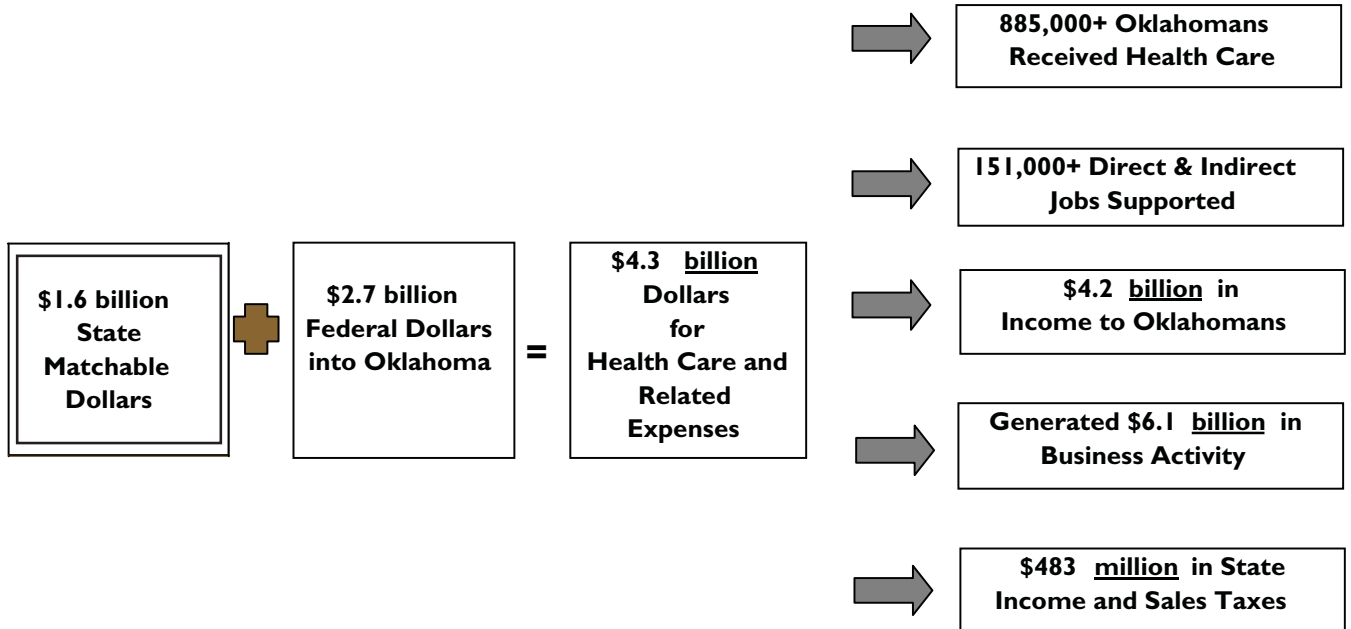 $1.6 billion
State
Matchable
Dollars
$2.7 billion
Federal Dollars
into Oklahoma
=
$4.3 billion
Dollars
for
Health Care and
Related
Expenses
885,000+ Oklahomans
Received Health Care
151,000+ Direct & Indirect
Jobs Supported
$4.2 billion in
Income to Oklahomans
Generated $6.1 billion in
Business Activity
$483 million in State
Income and Sales Taxes